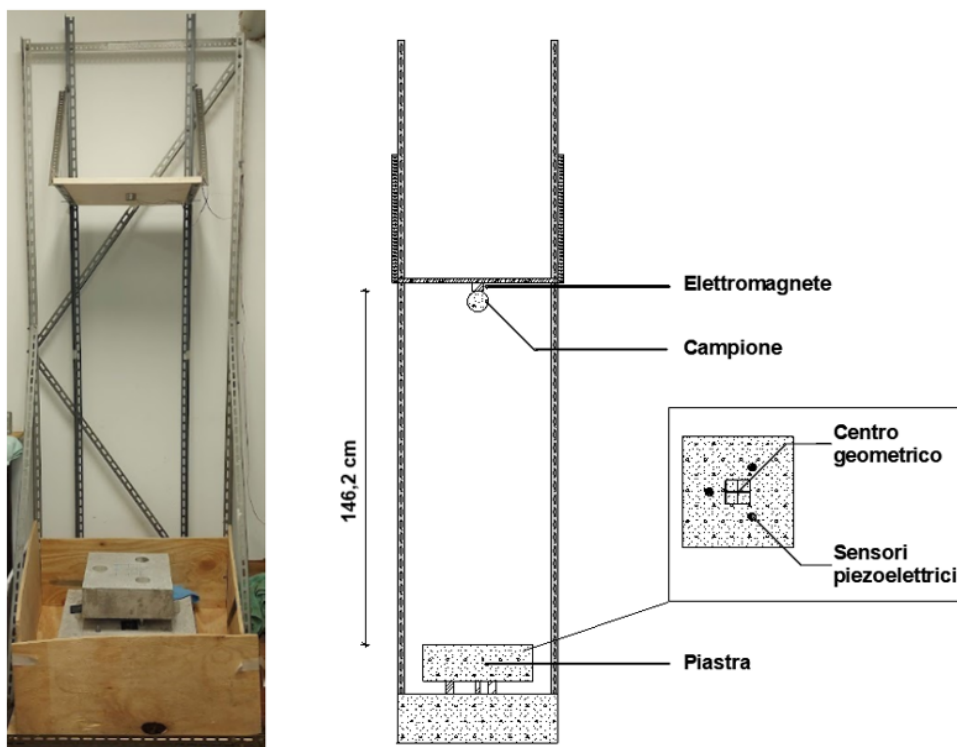 Elettromagnete
Campione
146,2 cm
Centro
geometrico
Sensori
piezoelettrici
Piastra